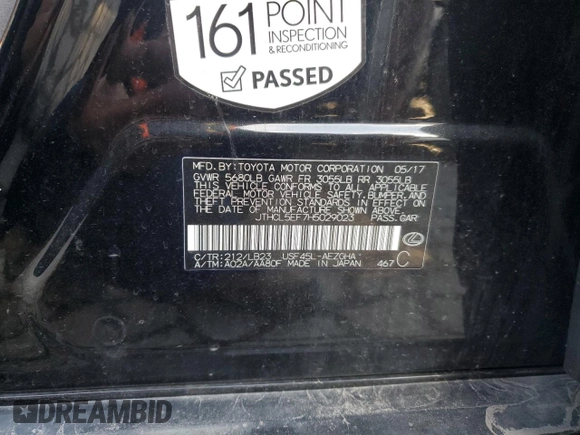 161 POINT
INSPECTION
& RECONDITIONING
PASSED
MFD. BY: TOYOTA MOTOR CORPORATION 05/17
GVWR 5680LB GAWR FR 3055LB RR 3055LB
THIS VEHICLE CONFORMS TO ALL APPLICABLE
FEDERAL MOTOR VEHICLE SAFETY, BUMPER, AND
THEFT PREVENTION STANDARDS IN EFFECT ON
THE DATE OF MANUFACTURE SHOWN ABOVE.
JTHCL5EF7H5029023 PASS. CAR
C/TR: 212/LB23 USF45L-AEZGHA
A/TM: A02A/AA80F MADE IN JAPAN 467 C
DREAMBID